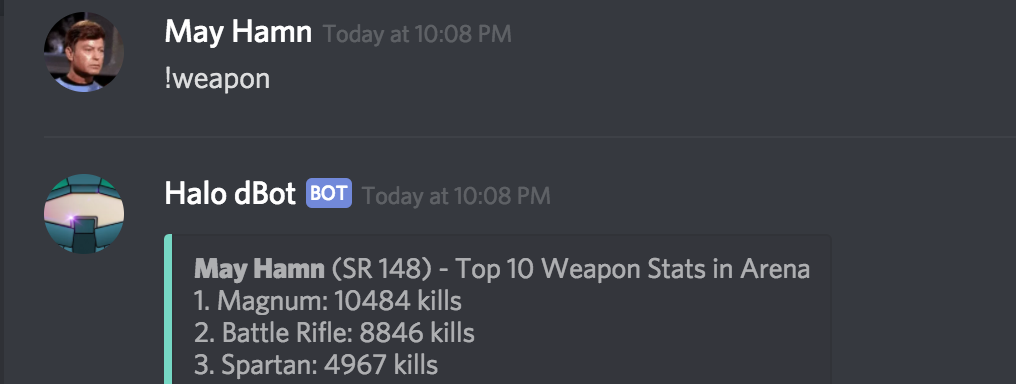 May Hamn Today at 10:08 PM
!weapon
Halo dBot BOT Today at 10:08 PM
May Hamn (SR 148) - Top 10 Weapon Stats in Arena
1. Magnum: 10484 kills
2. Battle Rifle: 8846 kills
3. Spartan: 4967 kills